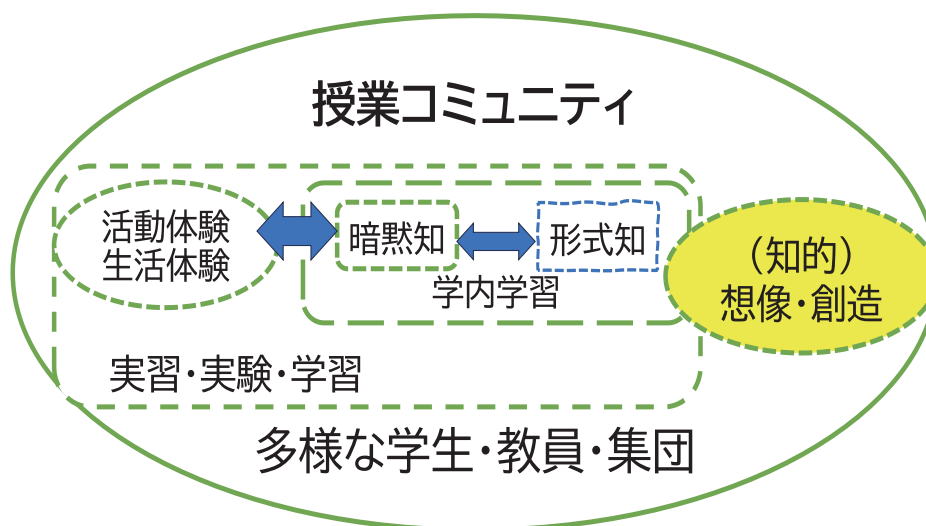 授業コミュニティ
活動体験
生活体験
暗黙知
形式知
学内学習
（知的）
想像・創造
実習・実験・学習
多様な学生・教員・集団